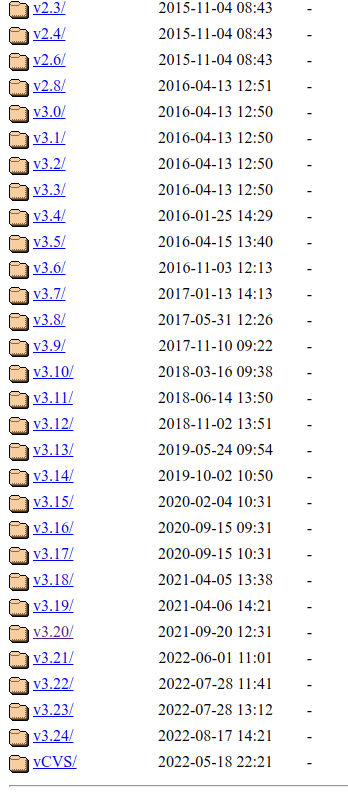 v2.3/ 2015-11-04 08:43 -
v2.4/ 2015-11-04 08:43 -
v2.6/ 2015-11-04 08:43 -
v2.8/ 2016-04-13 12:51 -
v3.0/ 2016-04-13 12:50 -
v3.1/ 2016-04-13 12:50 -
v3.2/ 2016-04-13 12:50 -
v3.3/ 2016-04-13 12:50 -
v3.4/ 2016-01-25 14:29 -
v3.5/ 2016-04-15 13:40 -
v3.6/ 2016-11-03 12:13 -
v3.7/ 2017-01-13 14:13 -
v3.8/ 2017-05-31 12:26 -
v3.9/ 2017-11-10 09:22 -
v3.10/ 2018-03-16 09:38 -
v3.11/ 2018-06-14 13:50 -
v3.12/ 2018-11-02 13:51 -
v3.13/ 2019-05-24 09:54 -
v3.14/ 2019-10-02 10:50 -
v3.15/ 2020-02-04 10:31 -
v3.16/ 2020-09-15 09:31 -
v3.17/ 2020-09-15 10:31 -
v3.18/ 2021-04-05 13:38 -
v3.19/ 2021-04-06 14:21 -
v3.20/ 2021-09-20 12:31 -
v3.21/ 2022-06-01 11:01 -
v3.22/ 2022-07-28 11:41 -
v3.23/ 2022-07-28 13:12 -
v3.24/ 2022-08-17 14:21 -
vCVS/ 2022-05-18 22:21 -